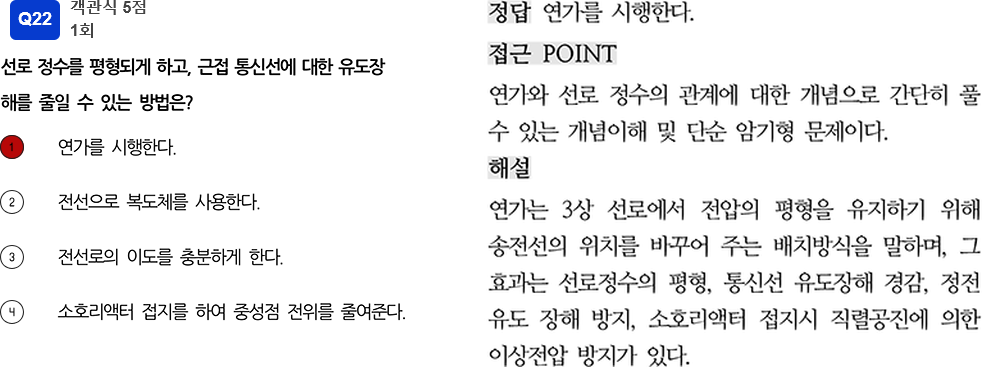 Q22
객관식 5점
1회
선로 정수를 평형되게 하고, 근접 통신선에 대한 유도장
해를 줄일 수 있는 방법은?
1 연가를 시행한다.
2 전선으로 복도체를 사용한다.
3 전선로의 이도를 충분하게 한다.
4 소호리액터 접지를 하여 중성점 전위를 줄여준다.
정답 연가를 시행한다.
접근 POINT
연가와 선로 정수의 관계에 대한 개념으로 간단히 풀
수 있는 개념이해 및 단순 암기형 문제이다.
해설
연가는 3상 선로에서 전압의 평형을 유지하기 위해
송전선의 위치를 바꾸어 주는 배치방식을 말하며, 그
효과는 선로정수의 평형, 통신선 유도장해 경감, 정전
유도 장해 방지, 소호리액터 접지시 직렬공진에 의한
이상전압 방지가 있다.